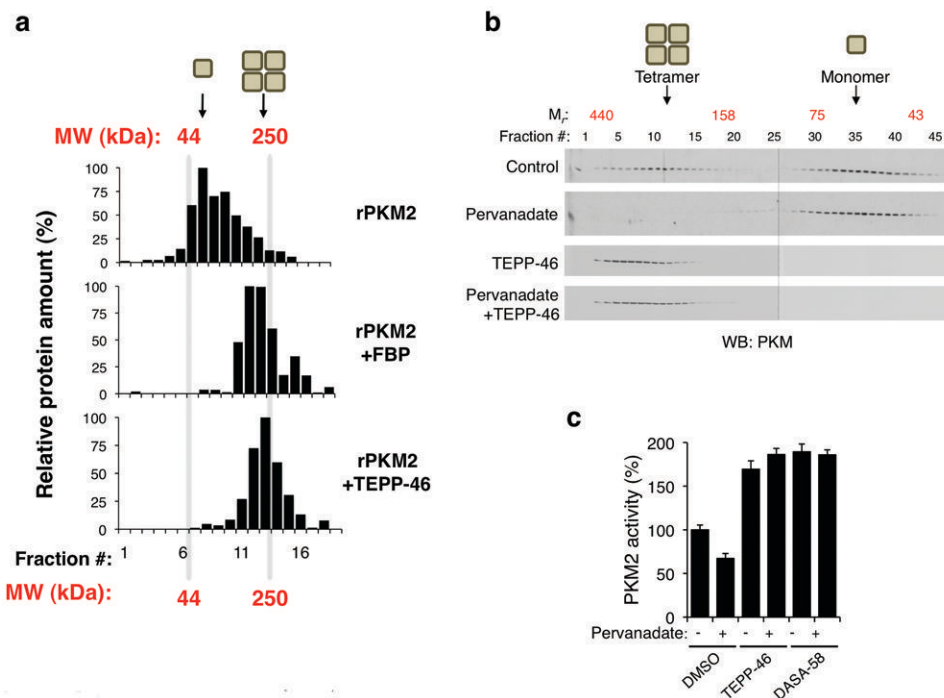 a
MW (kDa): 44 250
100
75
50
25
0
rPKM2
100
75
50
25
0
rPKM2
+FBP
100
75
50
25
0
rPKM2
+TEPP-46
Relative protein amount (%)
1 6 11 16
Fraction #:
MW (kDa): 44 250
b
Tetramer Monomer
Mr: 440 158 75 43
Fraction #: 1 5 10 15 20 25 30 35 40 45
Control
Pervanadate
TEPP-46
Pervanadate
+TEPP-46
WB: PKM
c
PKM2 activity (%)
200
150
100
50
0
Pervanadate: - + - + - +
DMSO TEPP-46 DASA-58